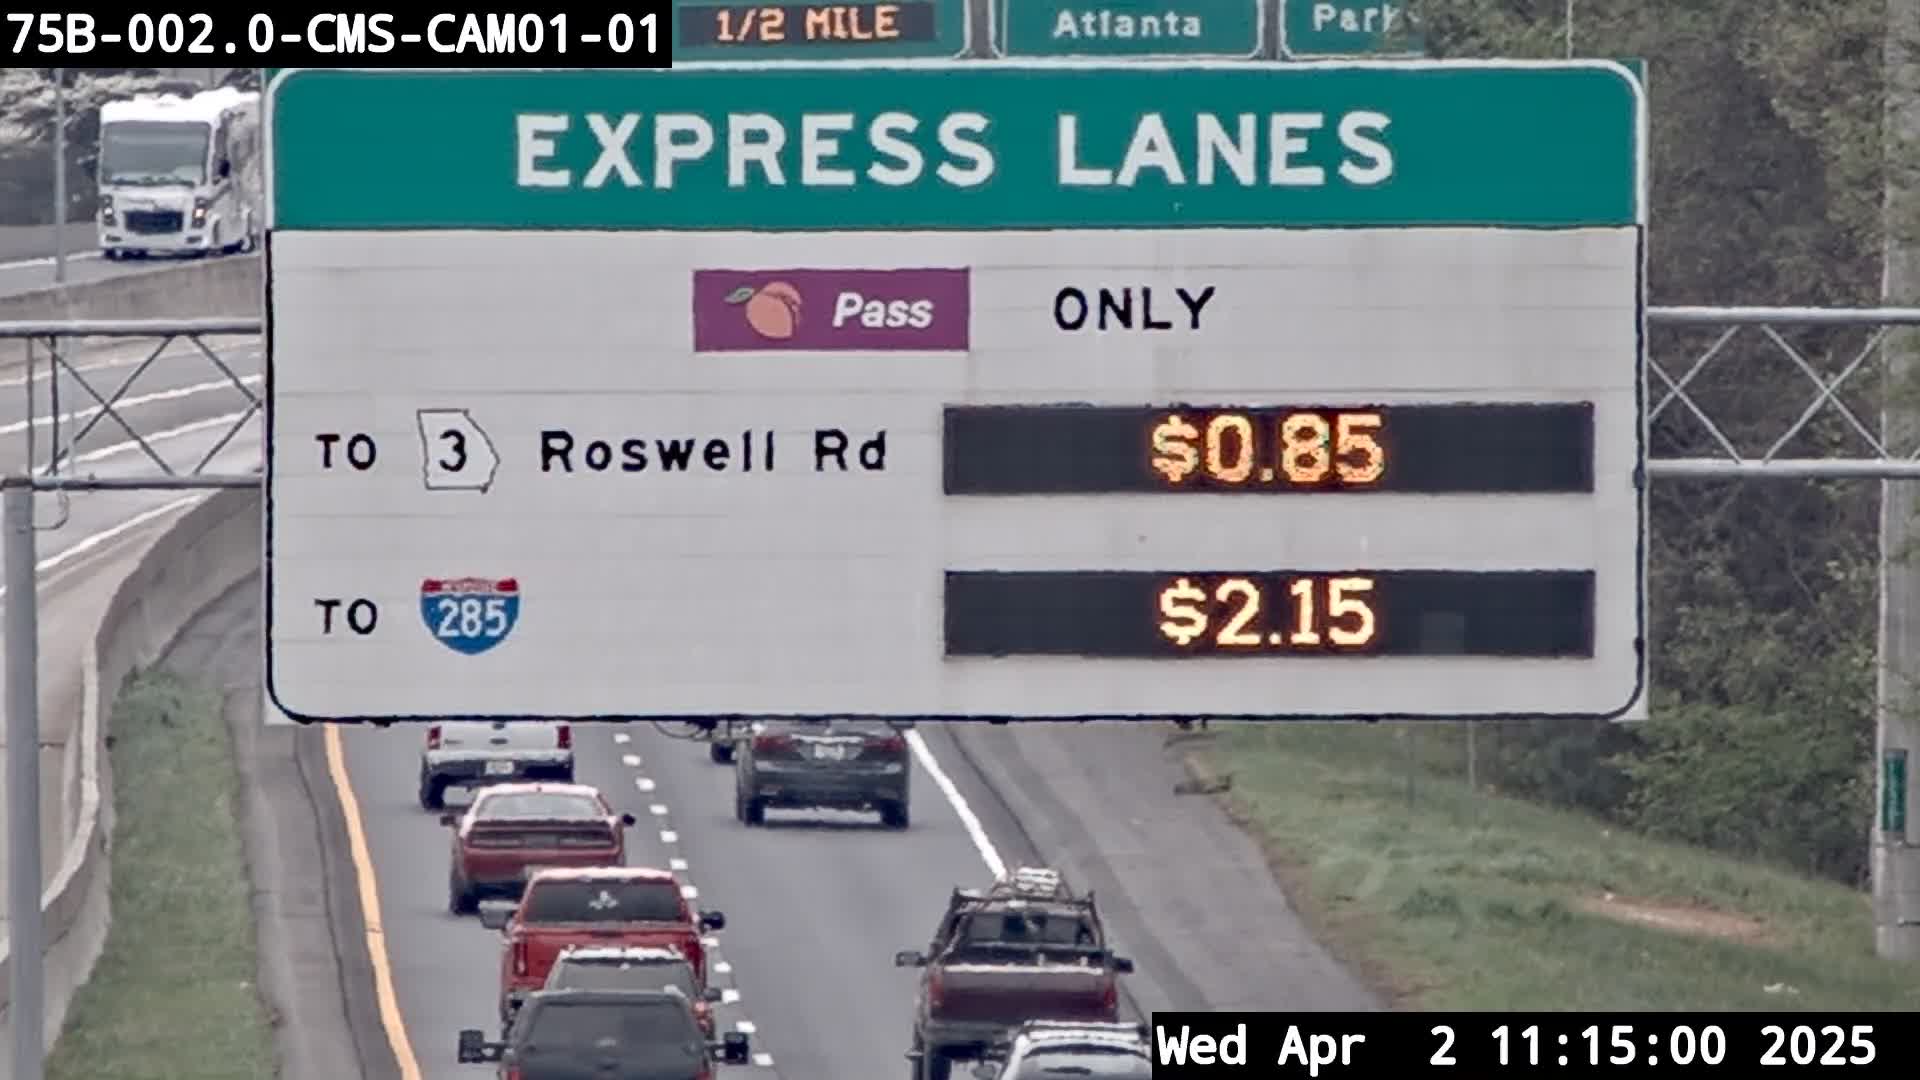 75B-002.0-CMS-CAM01-01
1/2 MILE
Atlanta
Park
EXPRESS LANES
Pass ONLY
TO 3 Roswell Rd $0.85
TO 285 $2.15
Wed Apr 2 11:15:00 2025